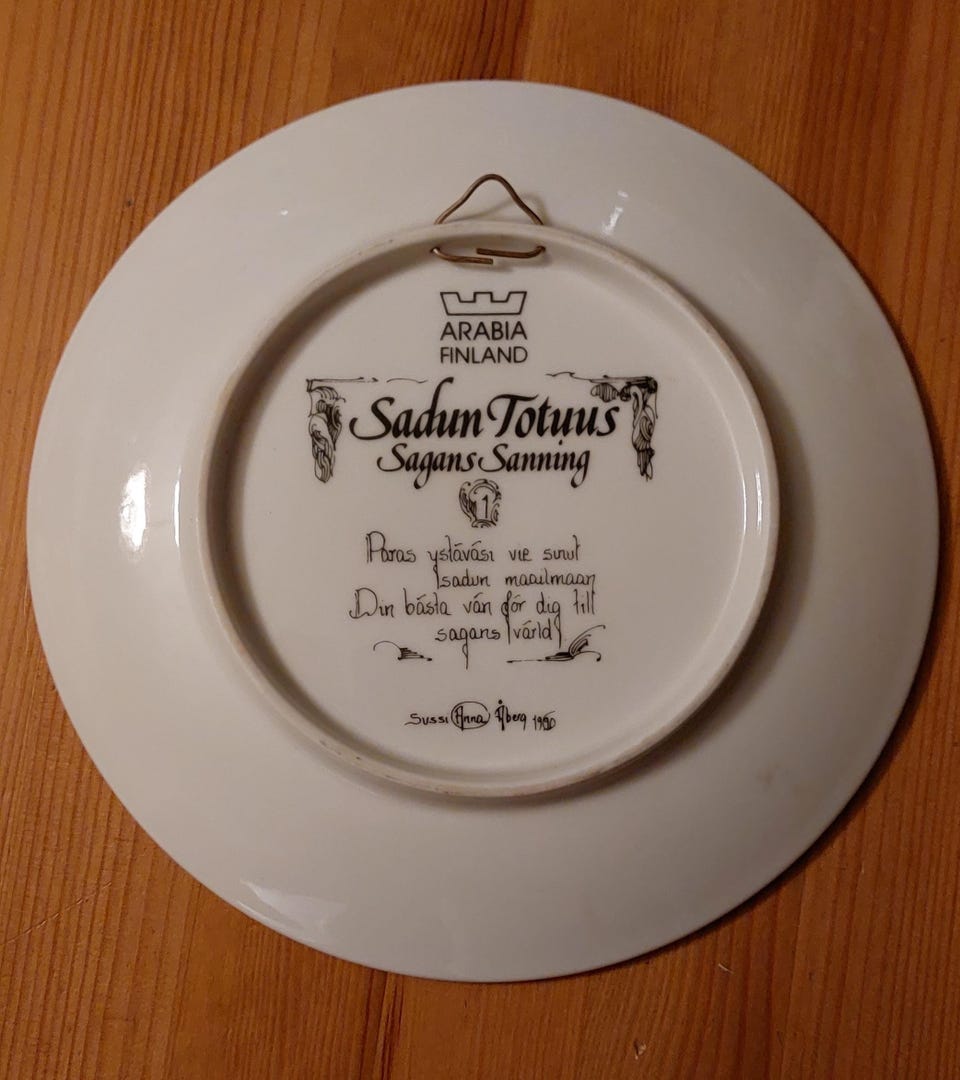 ARABIA
FINLAND
Sadun Totuus
Sagans Sanning
1
Paras ystäväsi vie sinut
sadun maailmaan
Din bästa vän för dig till
sagans värld
Sussi Anna Åberg 1990